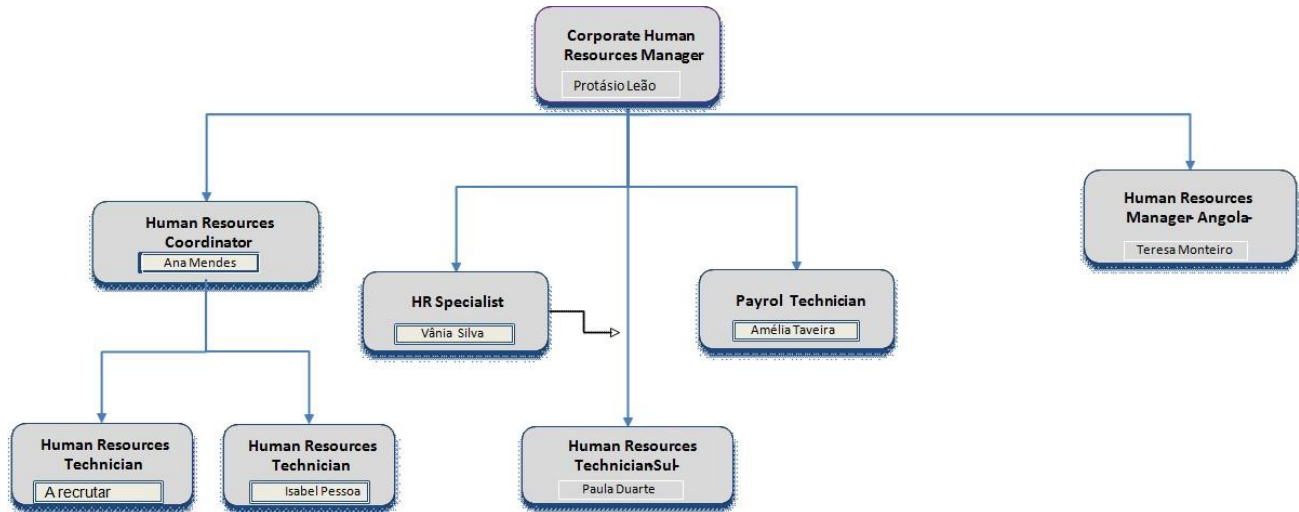 Corporate Human
Resources Manager
Protásio Leão
Human Resources
Coordinator
Ana Mendes
HR Specialist
Vânia Silva
Payrol Technician
Amélia Taveira
Human Resources
Manager- Angola-
Teresa Monteiro
Human Resources
Technician
A recrutar
Human Resources
Technician
Isabel Pessoa
Human Resources
Technician-Sul-
Paula Duarte